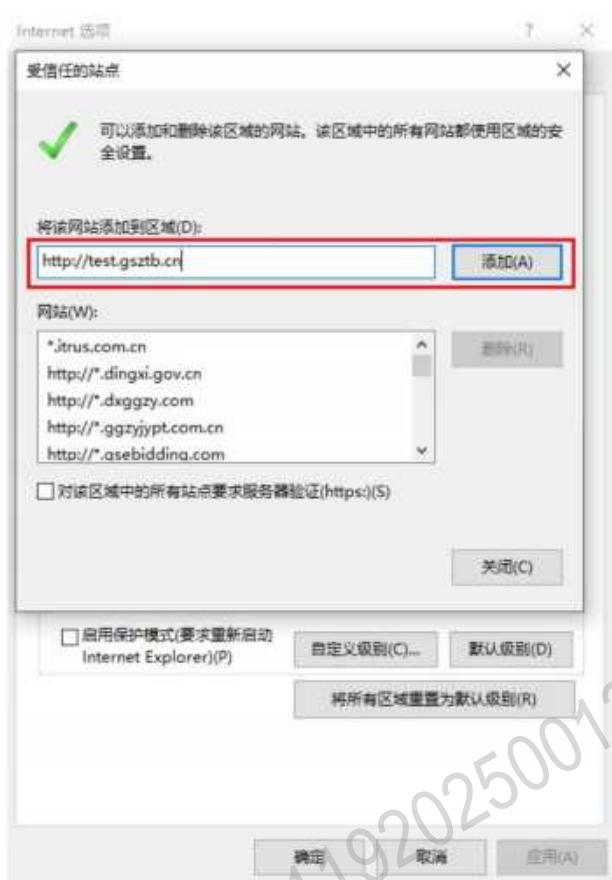 Internet 选项
?
受信任的站点
可以添加和删除该区域的网站。该区域中的所有网站都使用区域的安
全设置。
将该网站添加到区域(D):
http://test.gsztb.cn
添加(A)
网站(W):
*.itrus.com.cn
删除(R)
http://*.dingxi.gov.cn
http://*.dxggzy.com
http://*.ggzyjypt.com.cn
http://*.gsebidding.com
对该区域中的所有站点要求服务器验证(https:)(S)
关闭(C)
启用保护模式(要求重新启动
Internet Explorer)(P)
自定义级别(C)...
默认级别(D)
将所有区域重置为默认级别(R)
确定
取消
应用(A)